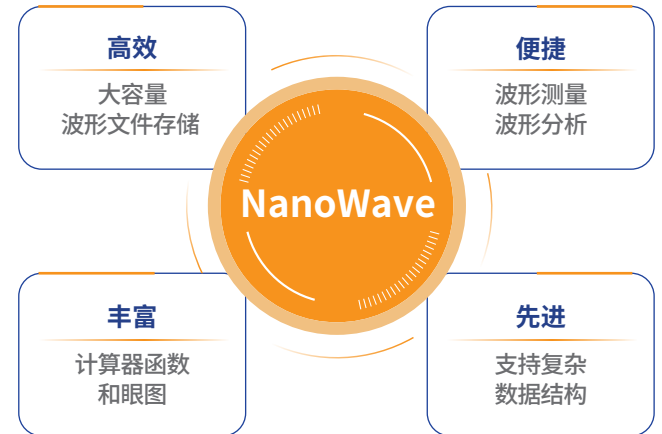 高效
大容量
波形文件存储
便捷
波形测量
波形分析
NanoWave
丰富
计算器函数
和眼图
先进
支持复杂
数据结构